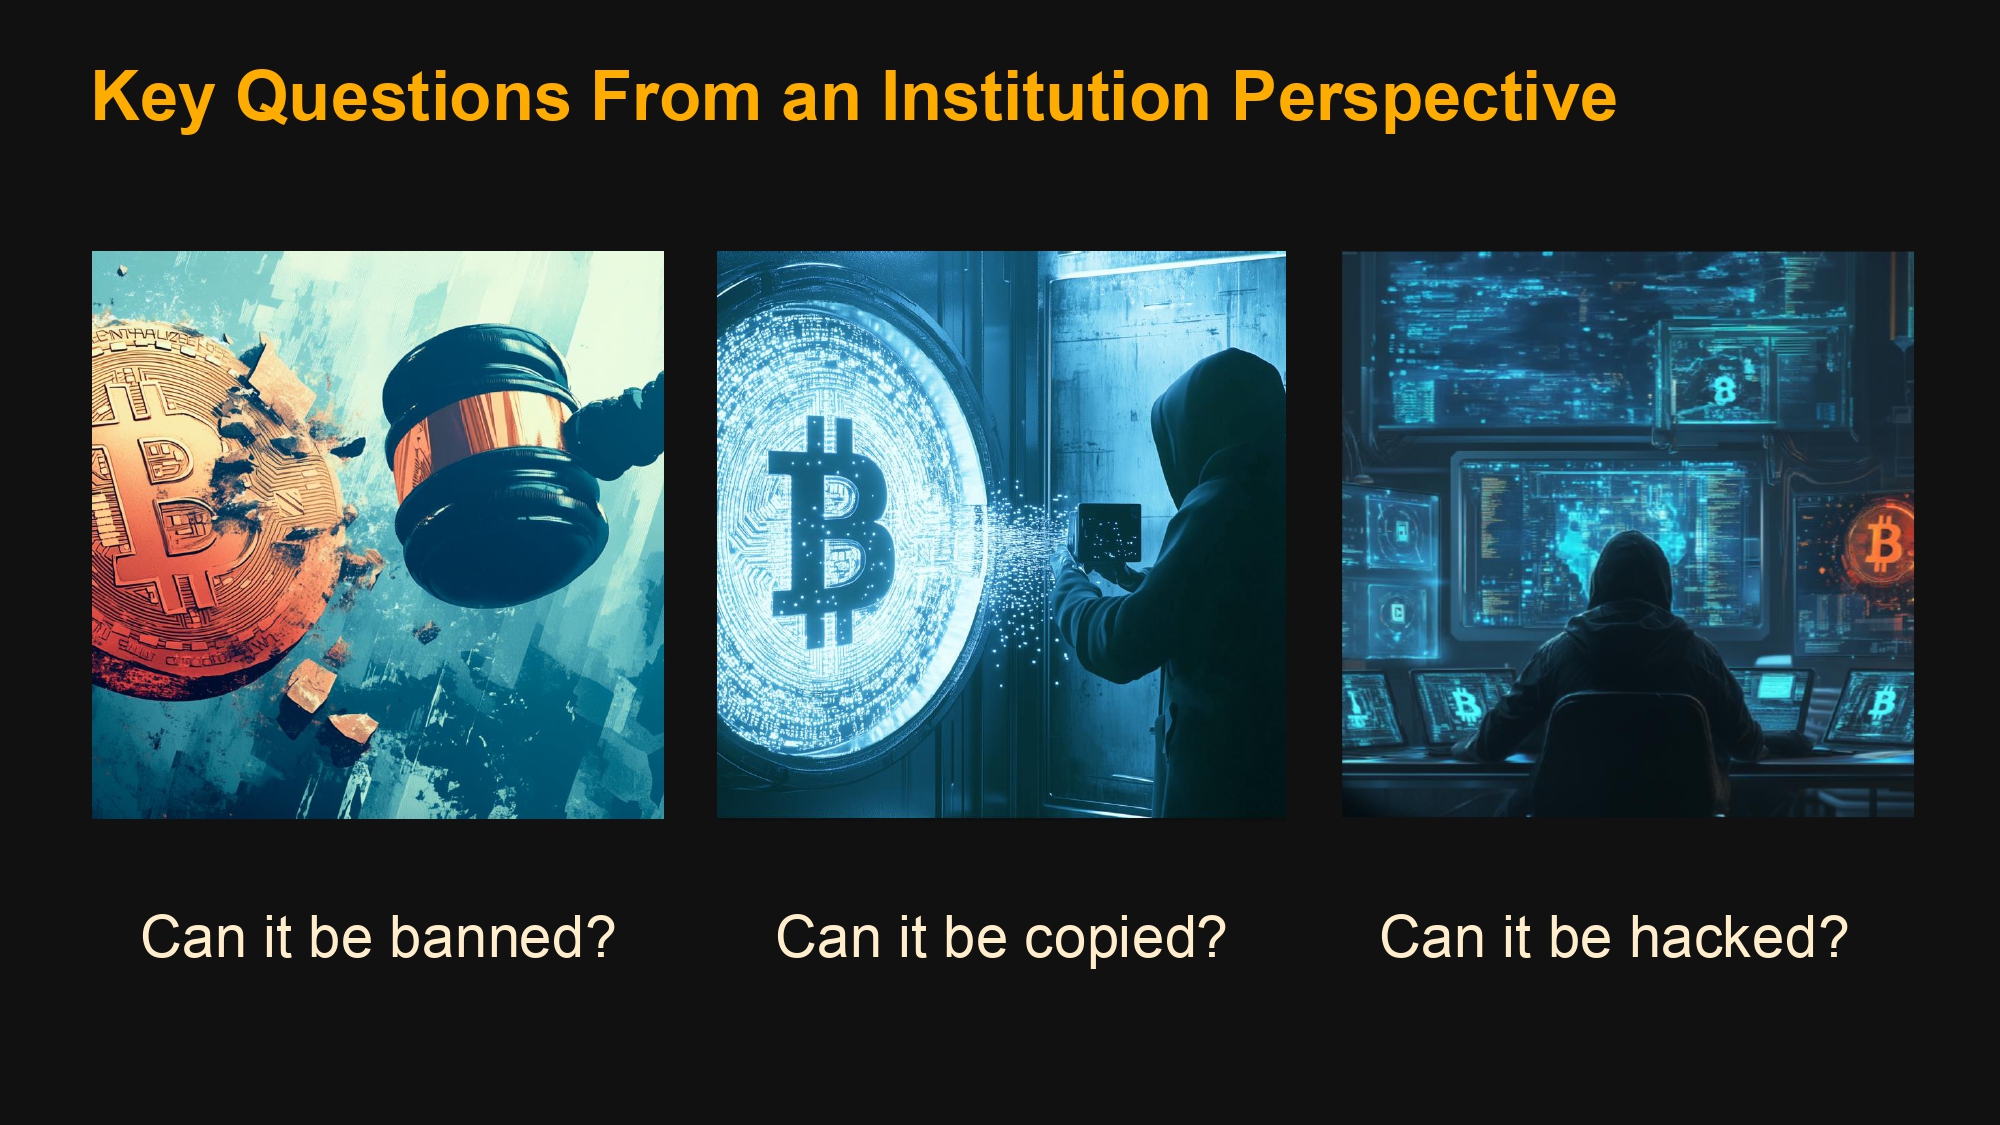 Key Questions From an Institution Perspective
Can it be banned?
Can it be copied?
Can it be hacked?